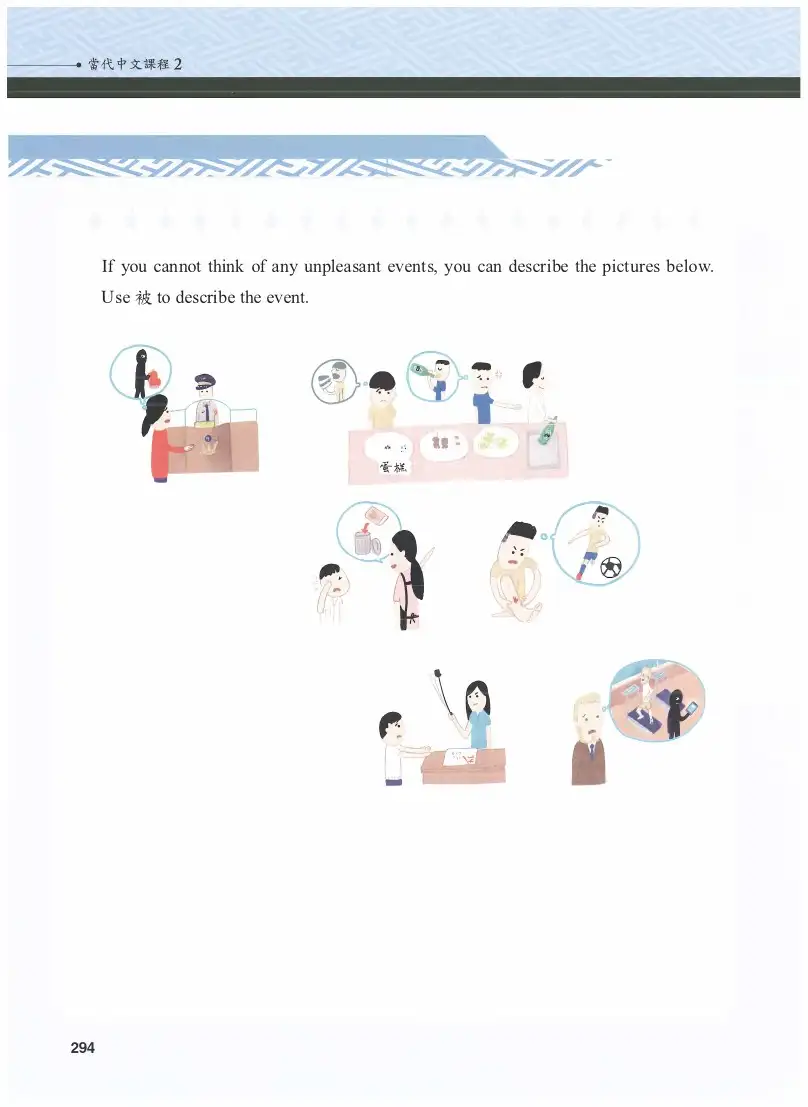 當代中文課程 2
If you cannot think of any unpleasant events, you can describe the pictures below.
Use 被 to describe the event.
蛋糕
294